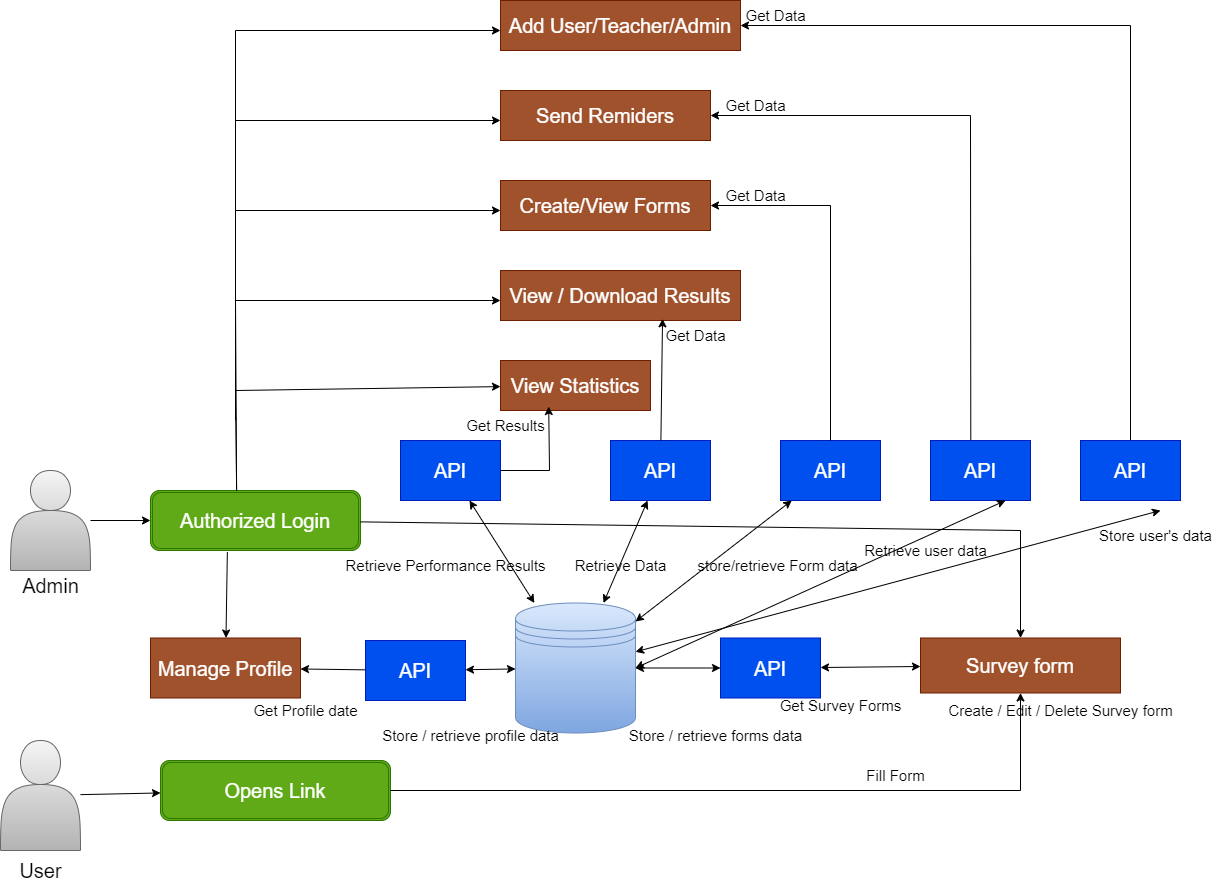 Get Data
Add User/Teacher/Admin
Get Data
Send Remiders
Get Data
Create/View Forms
View / Download Results
Get Data
View Statistics
Get Results
API
API
API
API
API
Authorized Login
Admin
Store user's data
Retrieve user data
Retrieve Performance Results
Retrieve Data
store/retrieve Form data
Manage Profile
API
API
Survey form
Get Profile date
Get Survey Forms
Create / Edit / Delete Survey form
Store / retrieve profile data
Store / retrieve forms data
Fill Form
Opens Link
User